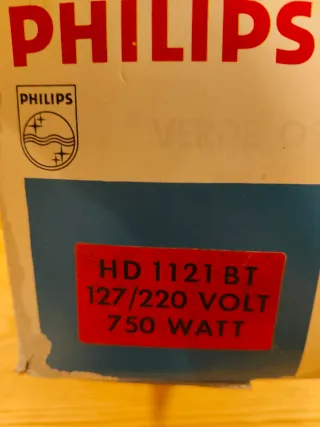 PHILIPS
PHILIPS
HD 1121 BT
127/220 VOLT
750 WATT